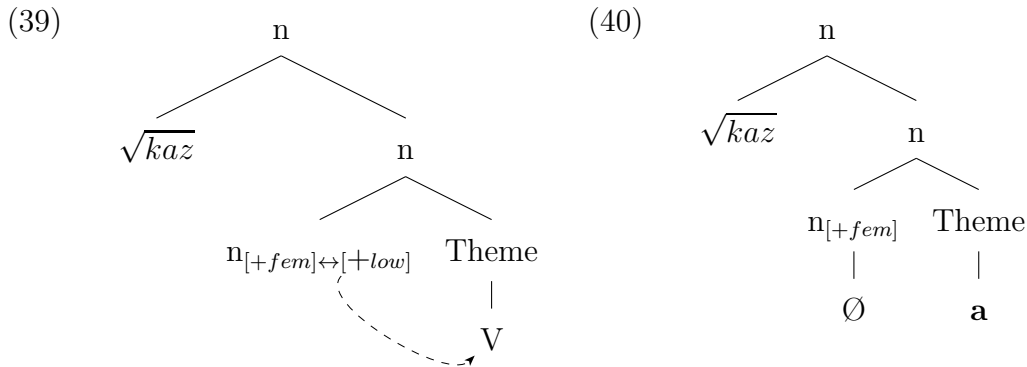 (39) (40)
n n
√kaz √kaz
n n
n[+fem]↔[+low] Theme n[+fem] Theme
V Ø a